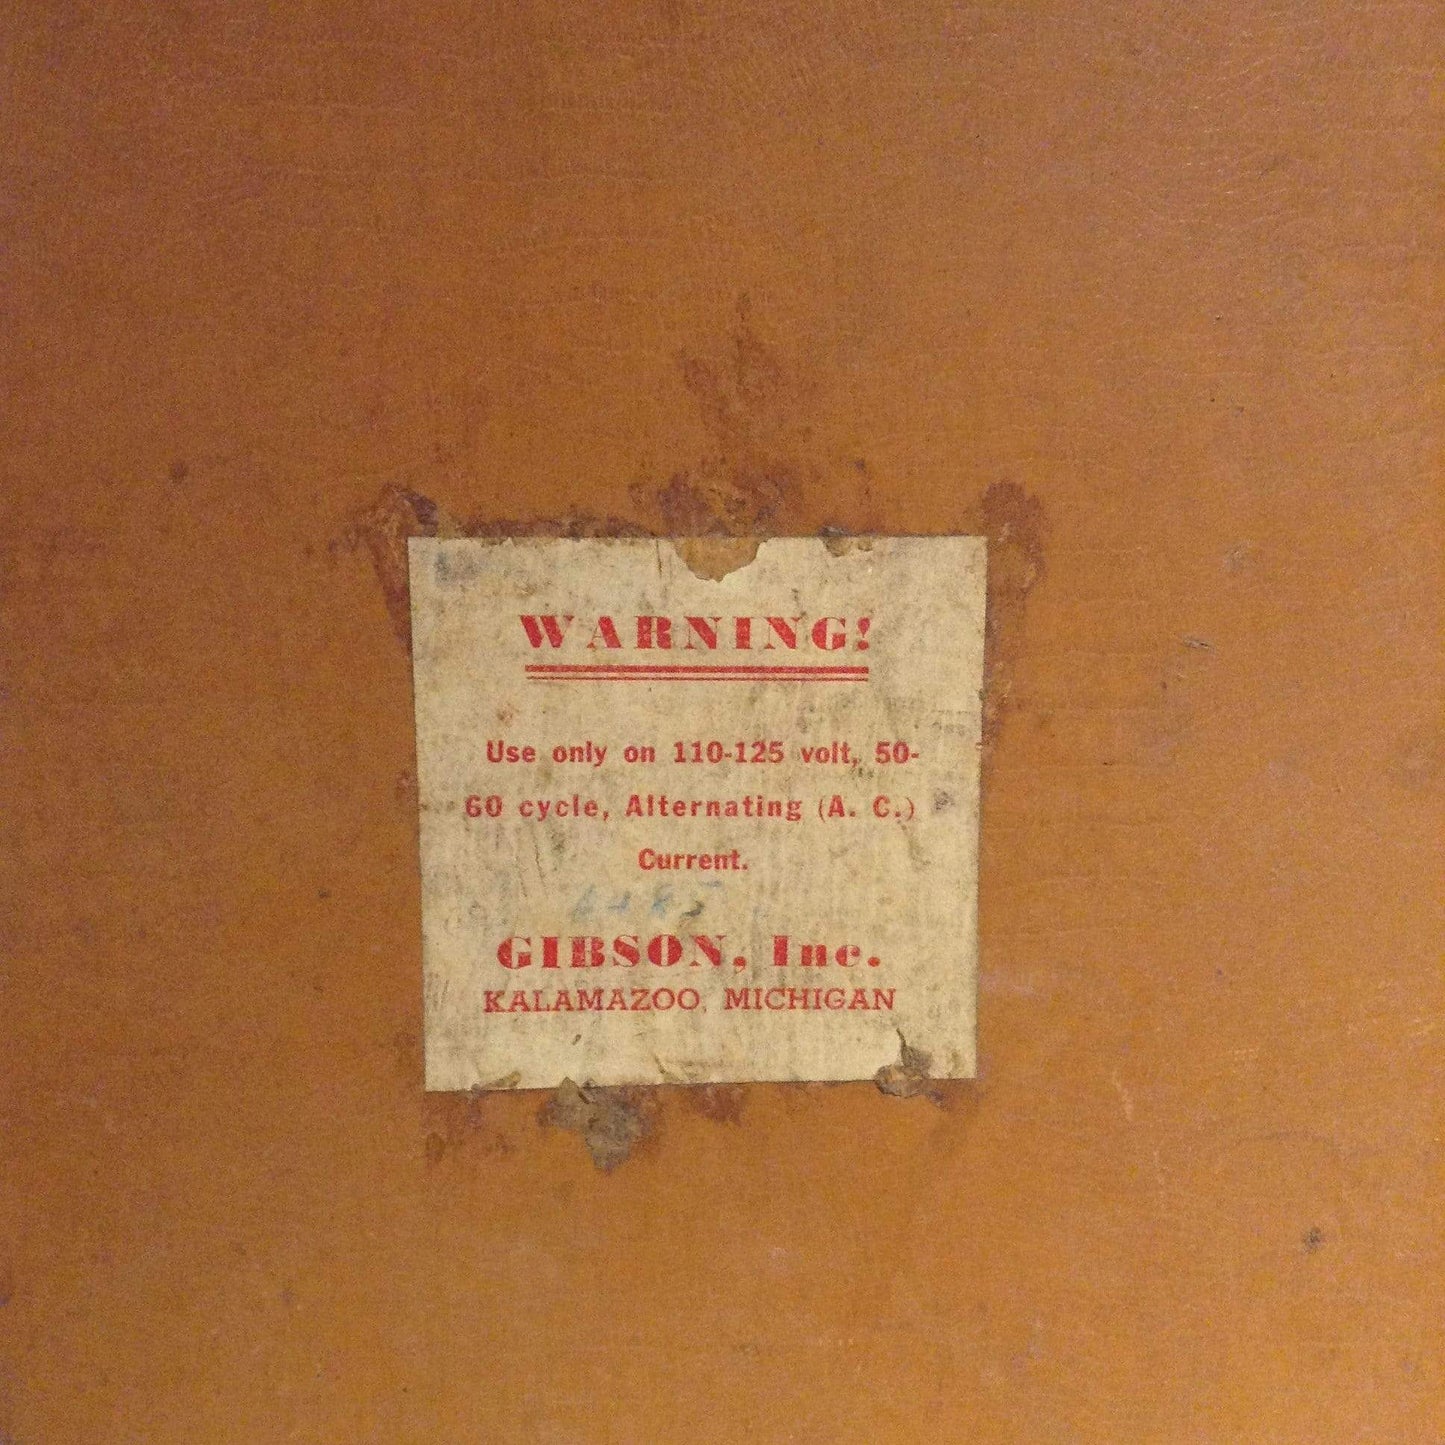 WARNING!
Use only on 110-125 volt, 50-
60 cycle, Alternating (A. C.)
Current.
GIBSON, Inc.
KALAMAZOO, MICHIGAN